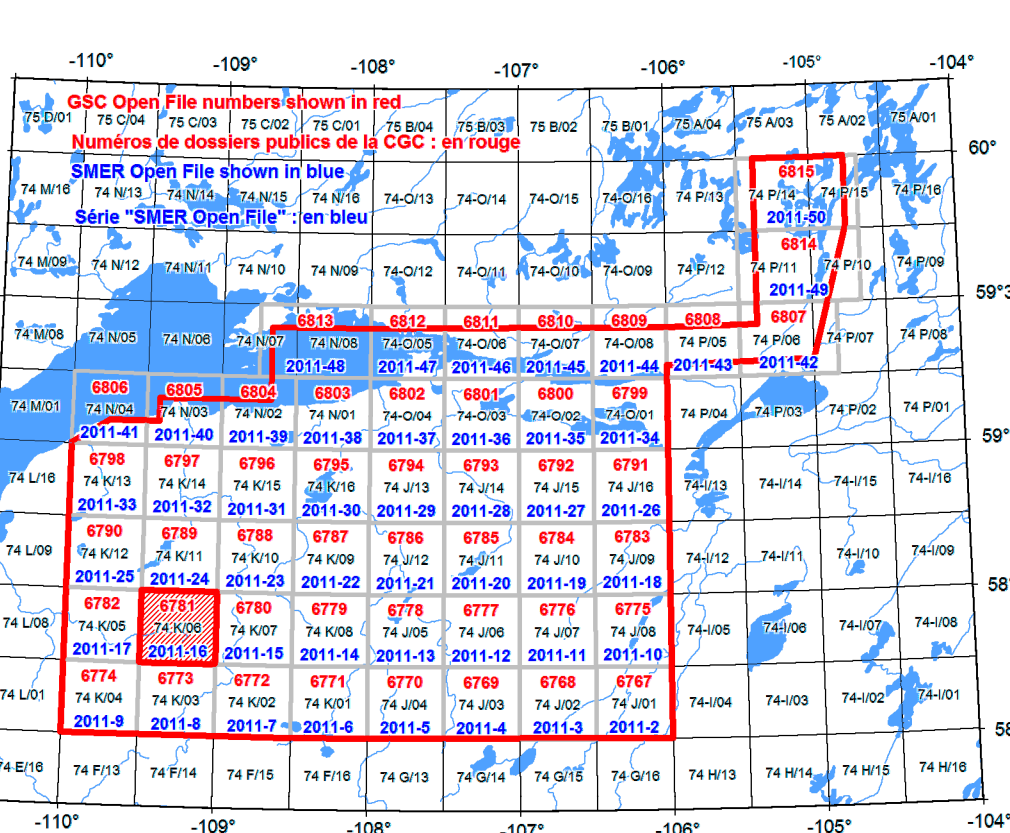 -110° -109° -108° -107° -106° -105° -104°
GSC Open File numbers shown in red
75 D/01 75 C/04 75 C/03 75 C/02 75 C/01 75 B/04 75 B/03 75 B/02 75 B/01 75 A/04 75 A/03 75 A/02 75 A/01
Numéros de dossiers publics de la CGC : en rouge
60°
SMER Open File shown in blue
6815
74 M/16 74 N/13 74 N/14 74 N/15 74 N/16 74-O/13 74-O/14 74-O/15 74-O/16 74 P/13 74 P/14 74 P/15 74 P/16
Série "SMER Open File" : en bleu
2011-50
6814
74 M/09 74 N/12 74 N/11 74 N/10 74 N/09 74-O/12 74-O/11 74-O/10 74-O/09 74 P/12 74 P/11 74 P/10 74 P/09
2011-49
59°3
6813 6812 6811 6810 6809 6808 6807
74 M/08 74 N/05 74 N/06 74 N/07 74 N/08 74-O/05 74-O/06 74-O/07 74-O/08 74 P/05 74 P/06 74 P/07 74 P/08
2011-48 2011-47 2011-46 2011-45 2011-44 2011-43 2011-42
6806 6805 6804 6803 6802 6801 6800 6799
74 M/01 74 N/04 74 N/03 74 N/02 74 N/01 74-O/04 74-O/03 74-O/02 74-O/01 74 P/04 74 P/03 74 P/02 74 P/01
2011-41 2011-40 2011-39 2011-38 2011-37 2011-36 2011-35 2011-34
59°
6798 6797 6796 6795 6794 6793 6792 6791
74 L/16 74 K/13 74 K/14 74 K/15 74 K/16 74 J/13 74 J/14 74 J/15 74 J/16 74-I/13 74-I/14 74-I/15 74-I/16
2011-33 2011-32 2011-31 2011-30 2011-29 2011-28 2011-27 2011-26
6790 6789 6788 6787 6786 6785 6784 6783
74 L/09 74 K/12 74 K/11 74 K/10 74 K/09 74 J/12 74 J/11 74 J/10 74 J/09 74-I/12 74-I/11 74-I/10 74-I/09
2011-25 2011-24 2011-23 2011-22 2011-21 2011-20 2011-19 2011-18
58°
6782 6781 6780 6779 6778 6777 6776 6775
74 L/08 74 K/05 74 K/06 74 K/07 74 K/08 74 J/05 74 J/06 74 J/07 74 J/08 74-I/05 74-I/06 74-I/07 74-I/08
2011-17 2011-16 2011-15 2011-14 2011-13 2011-12 2011-11 2011-10
6774 6773 6772 6771 6770 6769 6768 6767
74 L/01 74 K/04 74 K/03 74 K/02 74 K/01 74 J/04 74 J/03 74 J/02 74 J/01 74-I/04 74-I/03 74-I/02 74-I/01
2011-9 2011-8 2011-7 2011-6 2011-5 2011-4 2011-3 2011-2
58
74 E/16 74 F/13 74 F/14 74 F/15 74 F/16 74 G/13 74 G/14 74 G/15 74 G/16 74 H/13 74 H/14 74 H/15 74 H/16
-110° -109° -108° -107° -106° -105° -104°